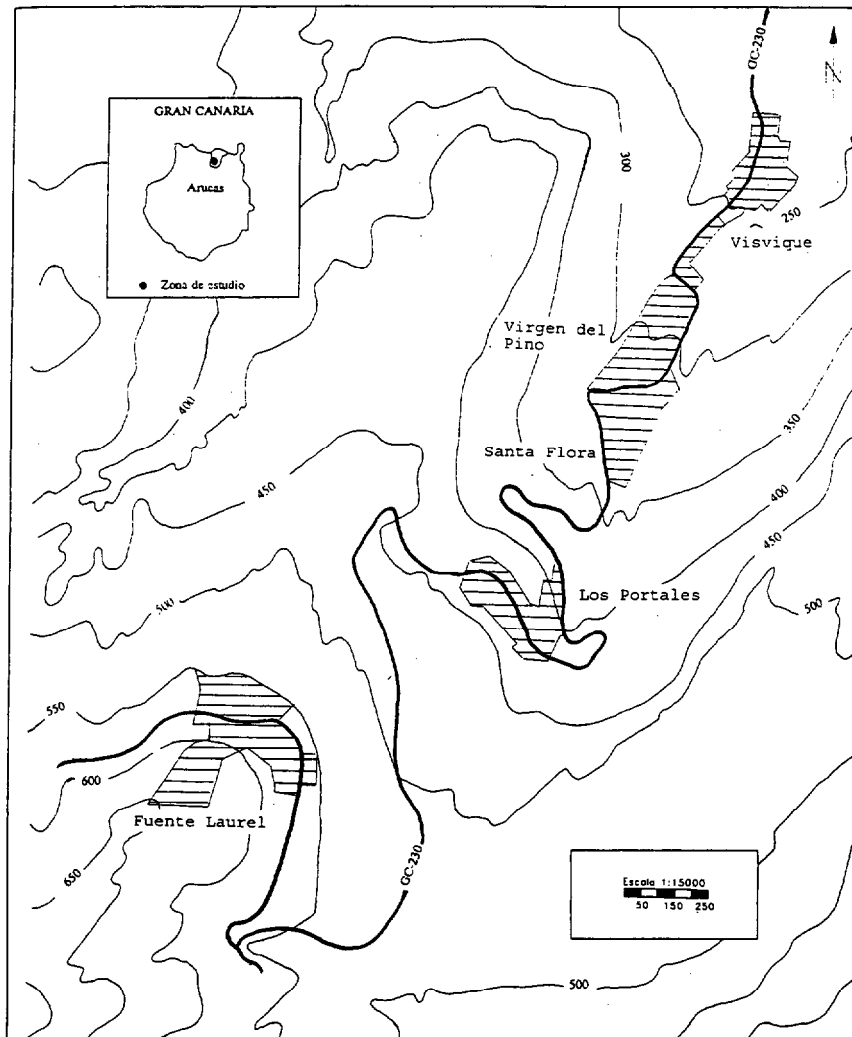 GC-230
N
GRAN CANARIA
Arucas
Zona de estudio
300
250
Visvique
Virgen del
Pino
400
350
Santa Flora
450
400
450
500
500
Los Portales
550
600
Fuente Laurel
650
GC-230
Escala 1:15000
50 150 250
500